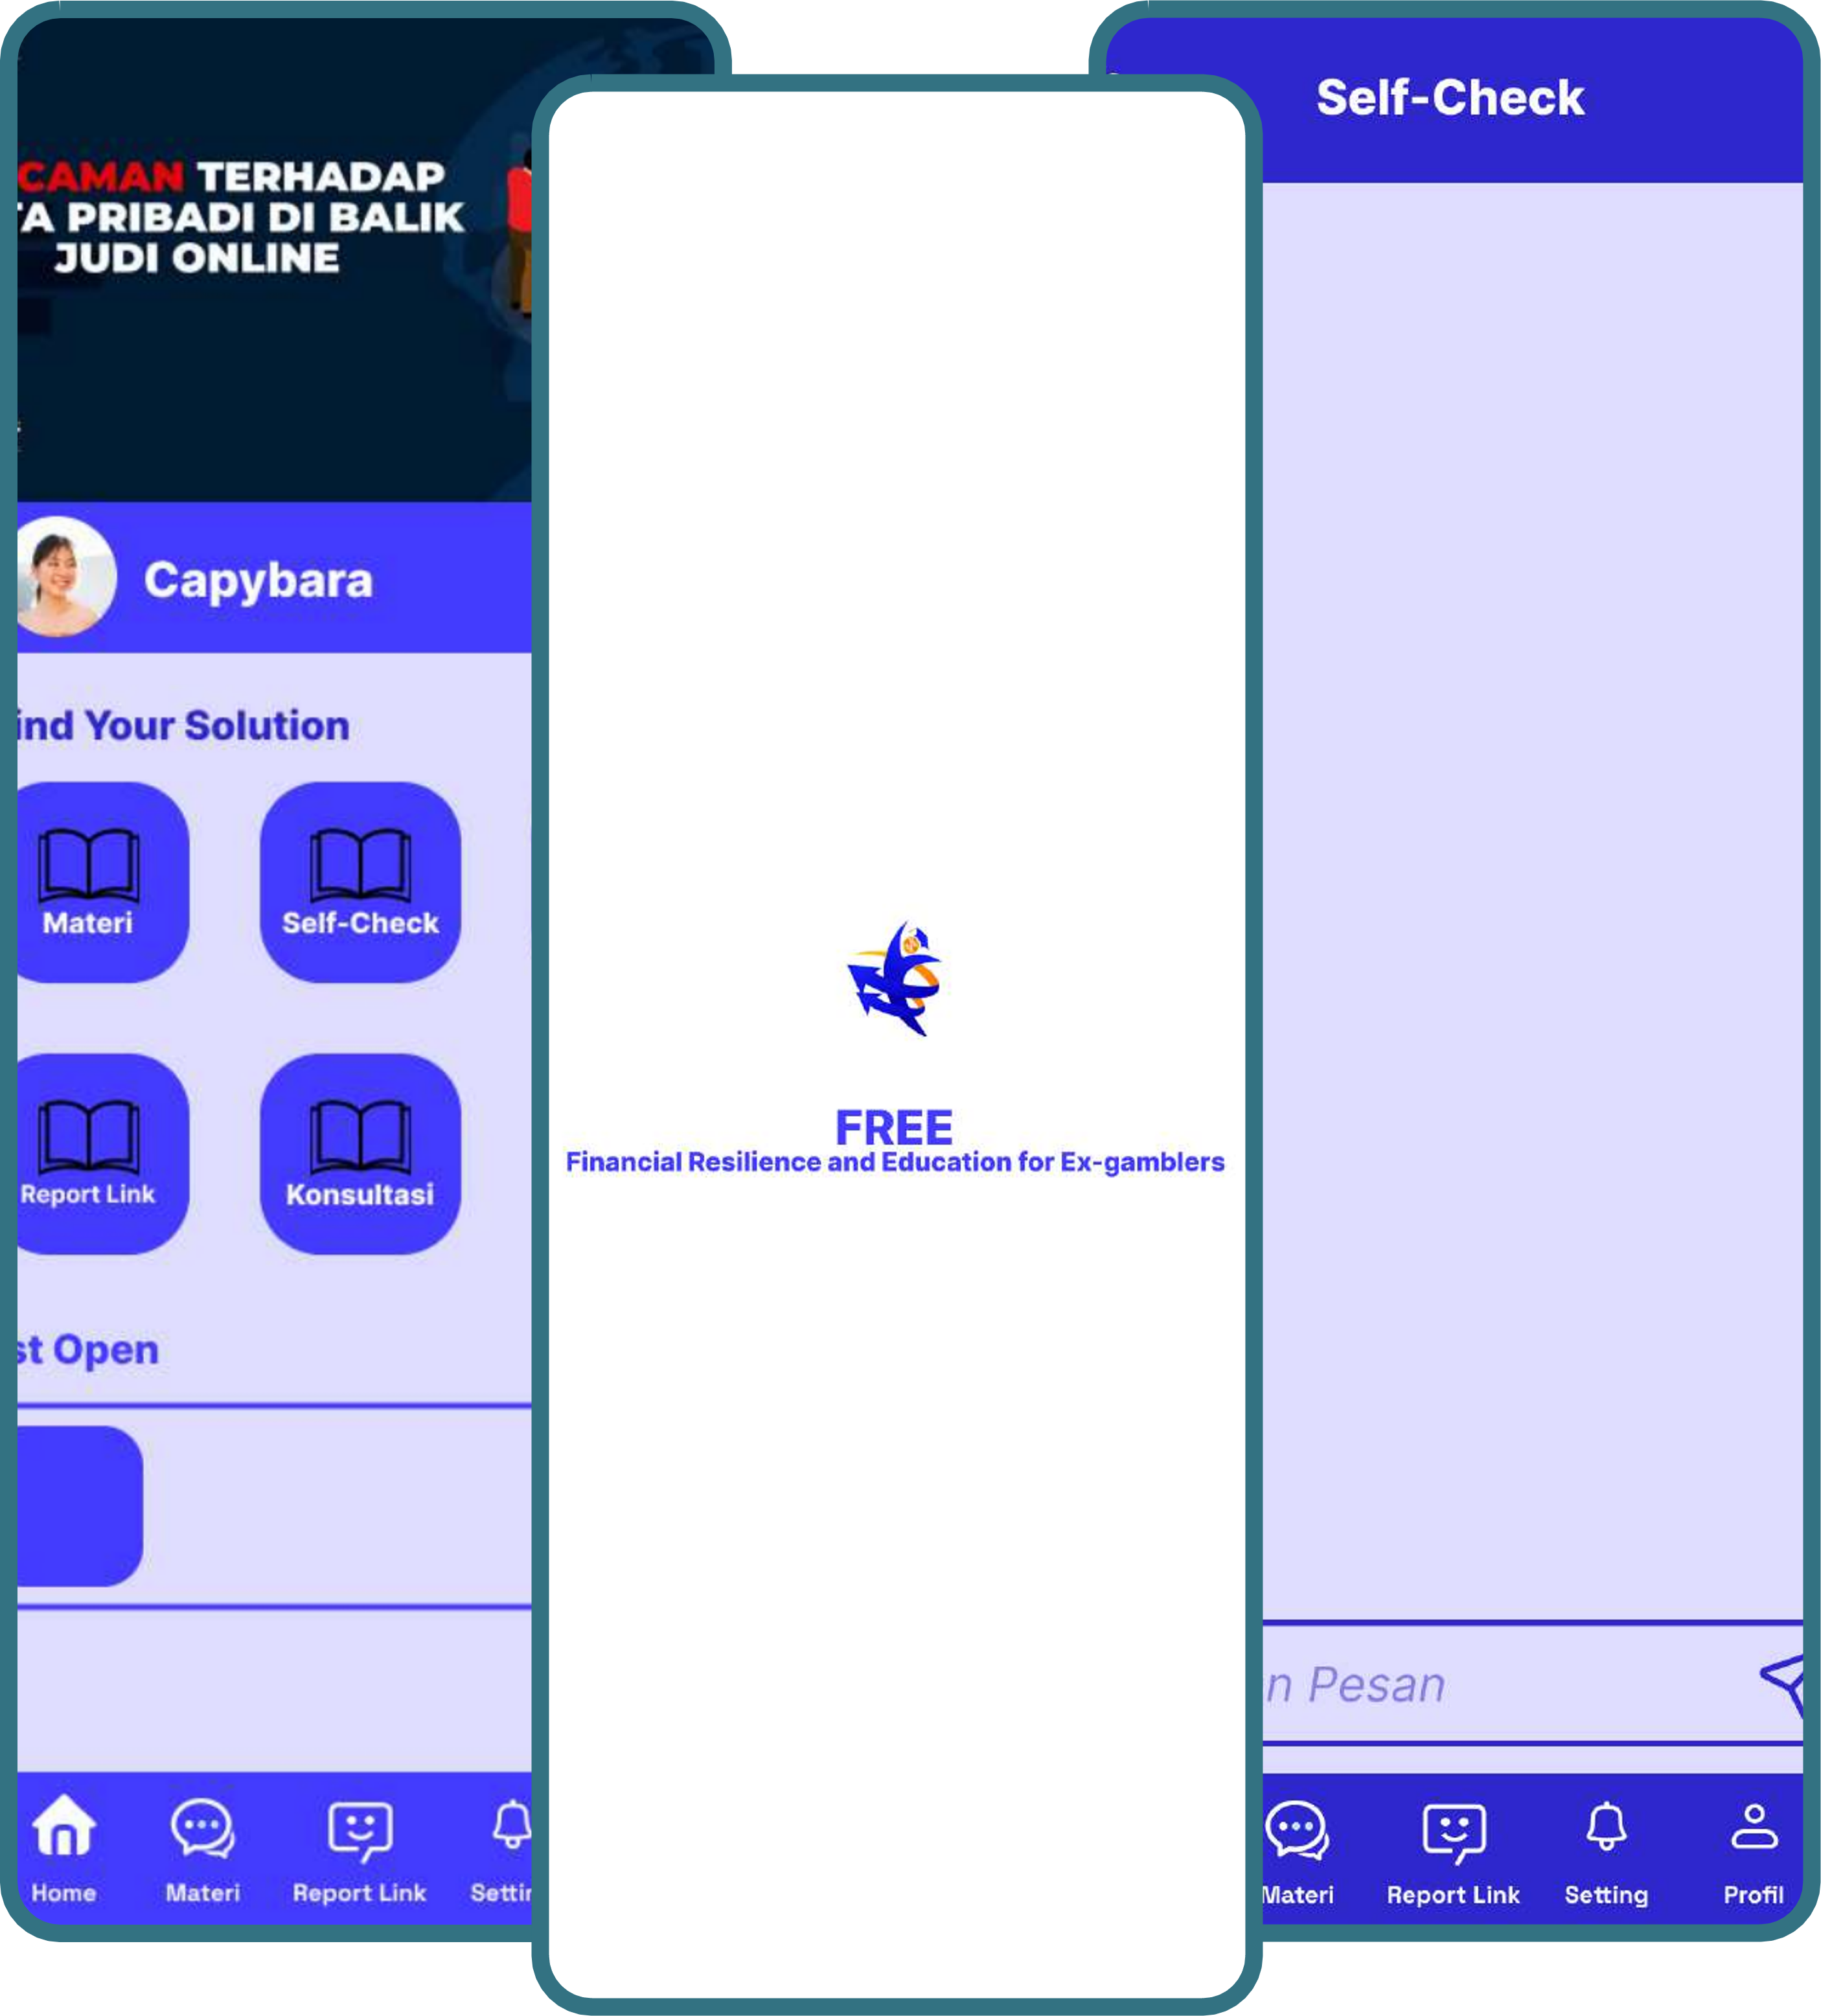 CAMAN TERHADAP
TA PRIBADI DI BALIK
JUDI ONLINE
Capybara
ind Your Solution
Materi
Self-Check
Report Link
Konsultasi
st Open
Home
Materi
Report Link
Settin
FREE
Financial Resilience and Education for Ex-gamblers
Self-Check
n Pesan
Materi
Report Link
Setting
Profil